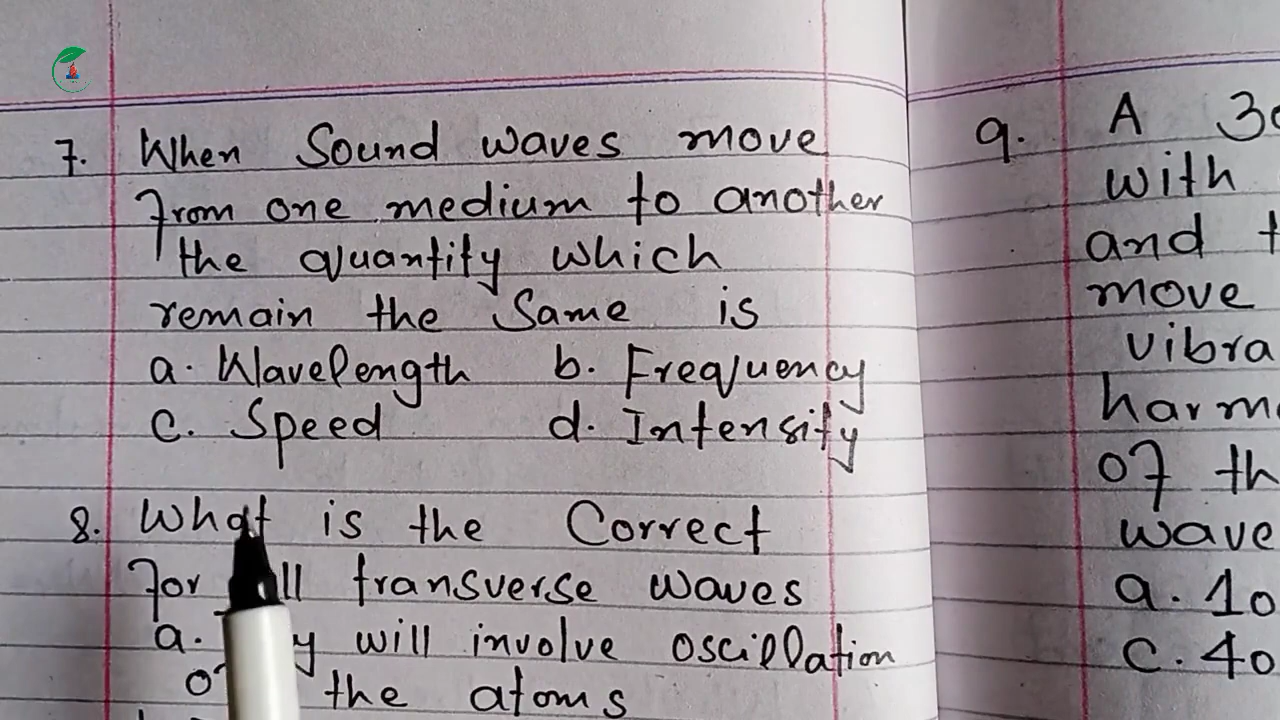 7. When Sound waves move
from one medium to another
the quantity which
remain the same is
a. Wavelength b. Frequency
c. Speed d. Intensity
8. What is the Correct
for all transverse waves
a. will involve oscillation
the atoms
9. A
with
and
move
vibra
harm
of th
wave
a. 10
c. 40